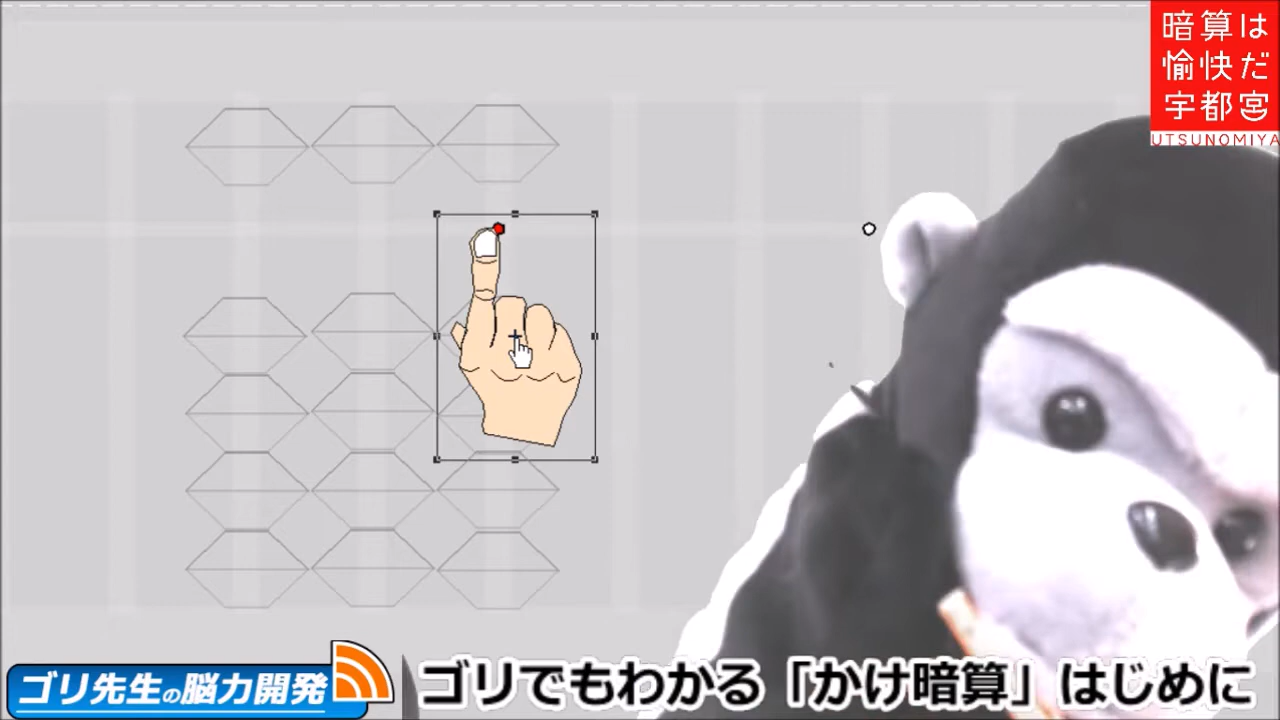 暗算は
愉快だ
宇都宮
UTSUNOMIYA
ゴリ先生の脳力開発
ゴリでもわかる「かけ暗算」はじめに